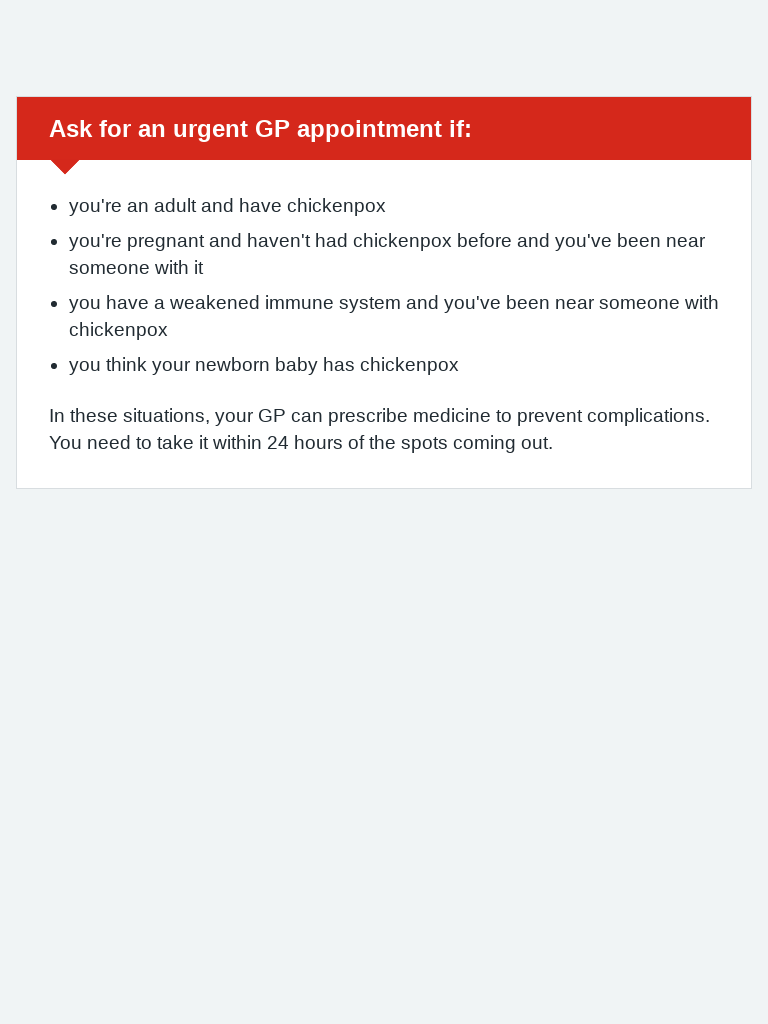 Ask for an urgent GP appointment if:
you're an adult and have chickenpox
you're pregnant and haven't had chickenpox before and you've been near
someone with it
you have a weakened immune system and you've been near someone with
chickenpox
you think your newborn baby has chickenpox
In these situations, your GP can prescribe medicine to prevent complications.
You need to take it within 24 hours of the spots coming out.